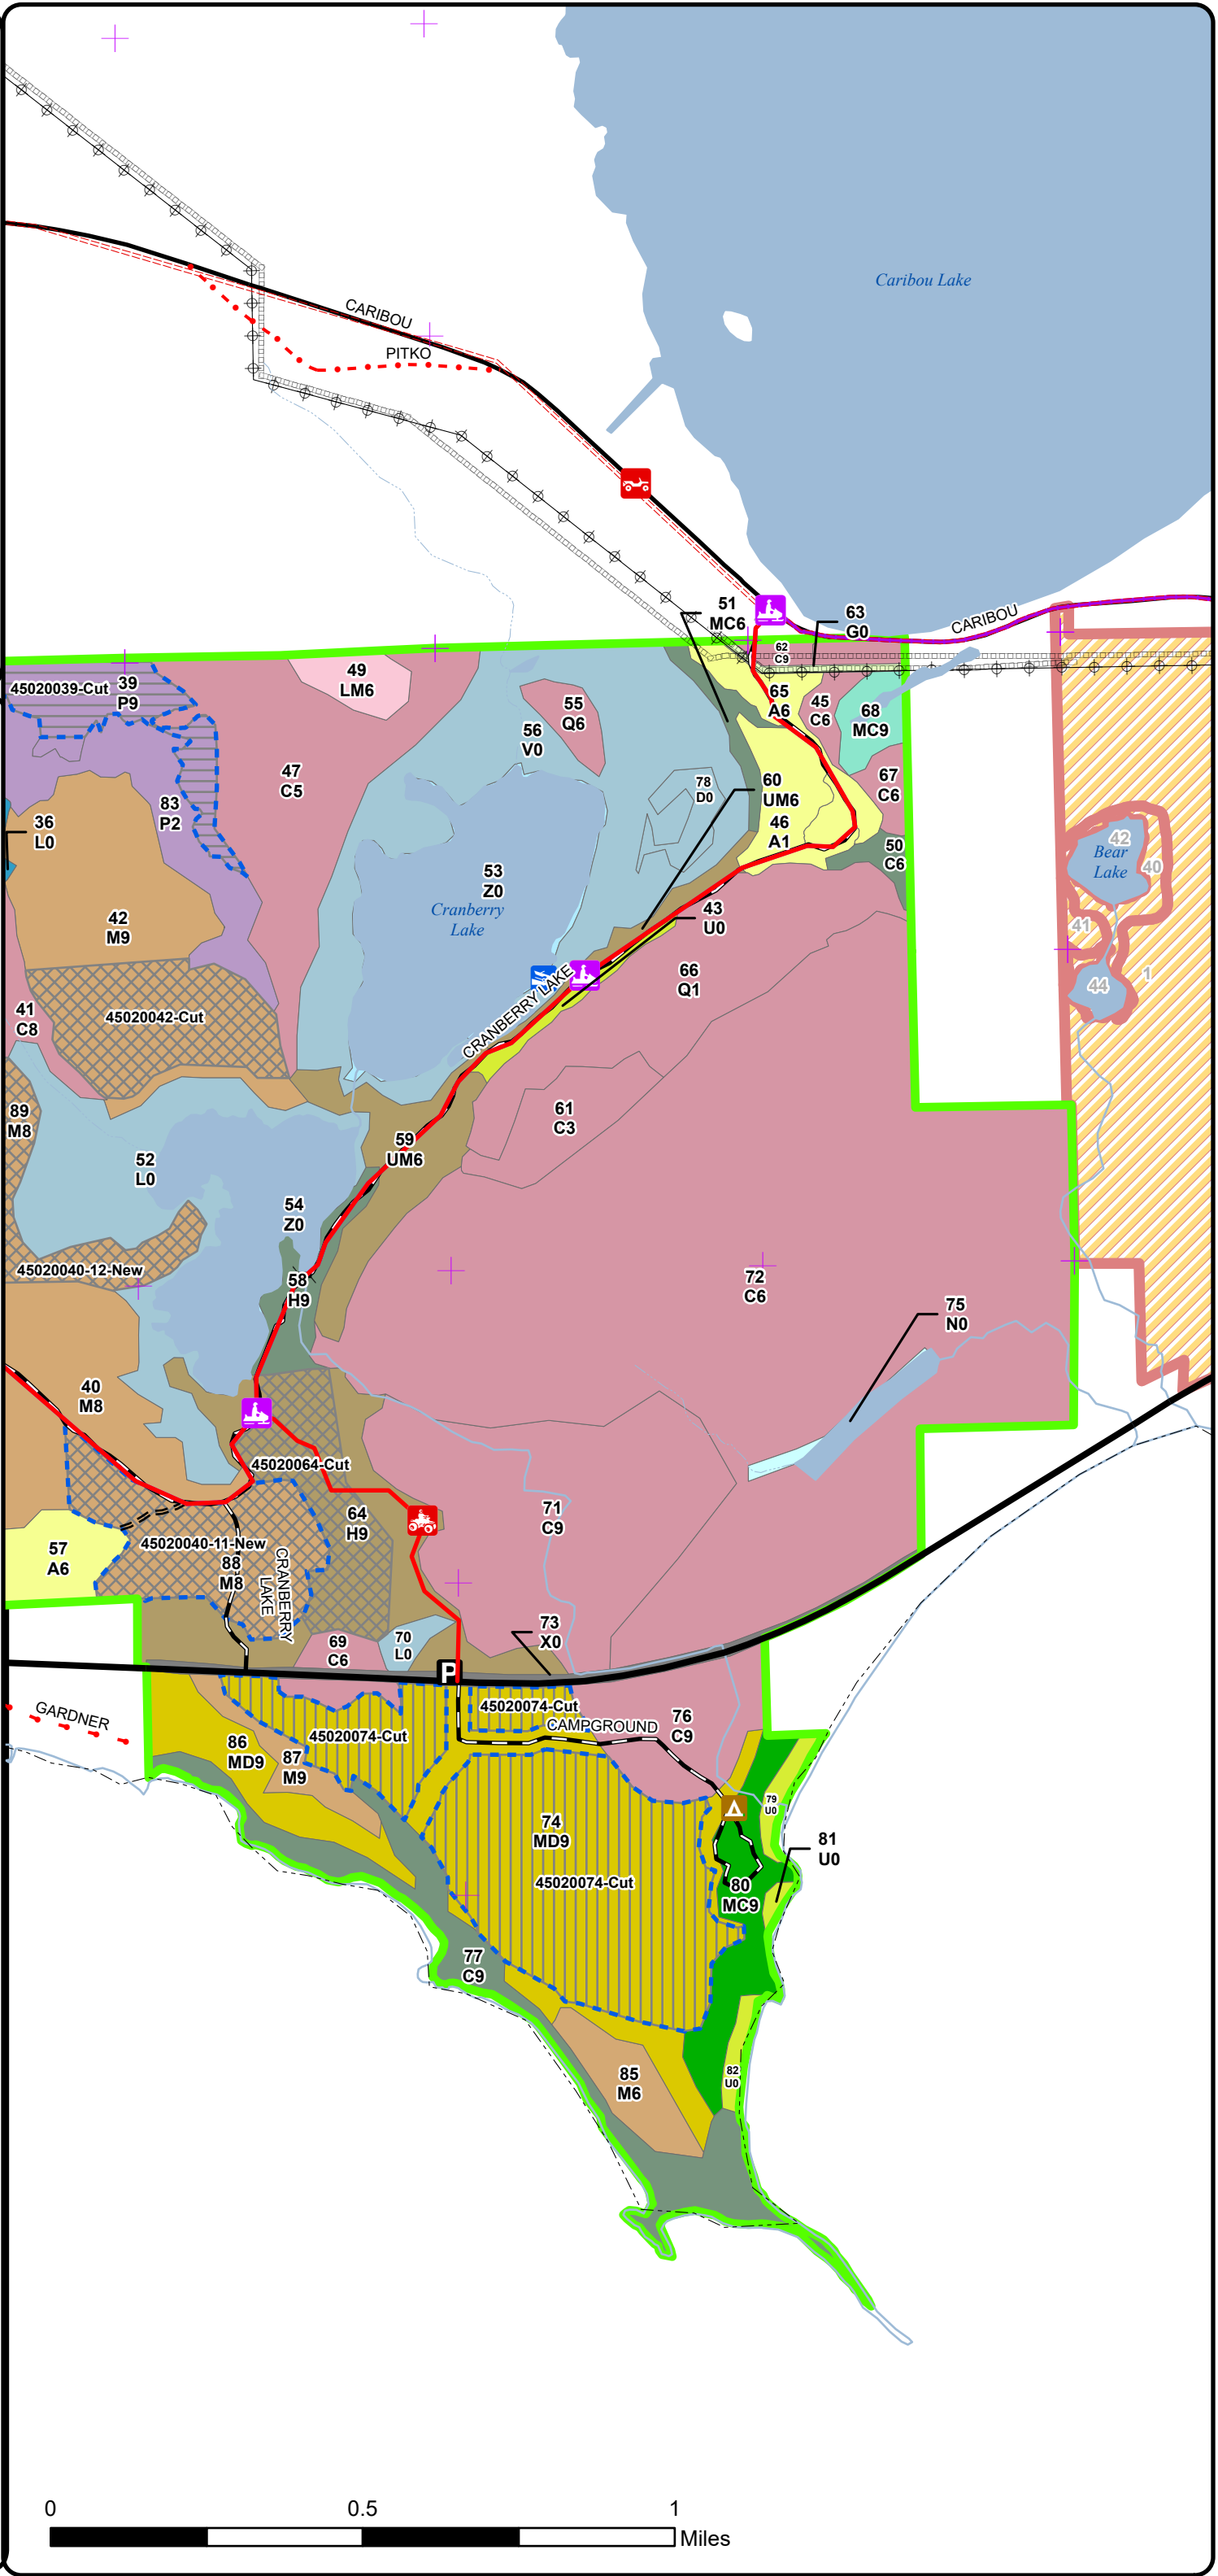 Caribou Lake
CARIBOU
PITKO
51
MC6
63
G0
CARIBOU
62
C9
39
P9
45020039-Cut
49
LM6
55
Q6
56
V0
65
A6
45
C6
68
MC9
47
C5
78
D0
60
UM6
67
C6
83
P2
36
L0
46
A1
50
C6
42
Bear
Lake
40
53
Z0
Cranberry
Lake
42
M9
43
U0
41
66
Q1
44
1
41
C8
45020042-Cut
CRANBERRY LAKE
89
M8
61
C3
59
UM6
52
L0
54
Z0
45020040-12-New
58
H9
72
C6
75
N0
40
M8
45020064-Cut
64
H9
71
C9
57
A6
45020040-11-New
88
M8
CRANBERRY
LAKE
73
X0
69
C6
70
L0
P
GARDNER
45020074-Cut
45020074-Cut
CAMPGROUND
76
C9
86
MD9
87
M9
79
U0
74
MD9
81
U0
45020074-Cut
80
MC9
77
C9
85
M6
82
U0
0
0.5
1
Miles